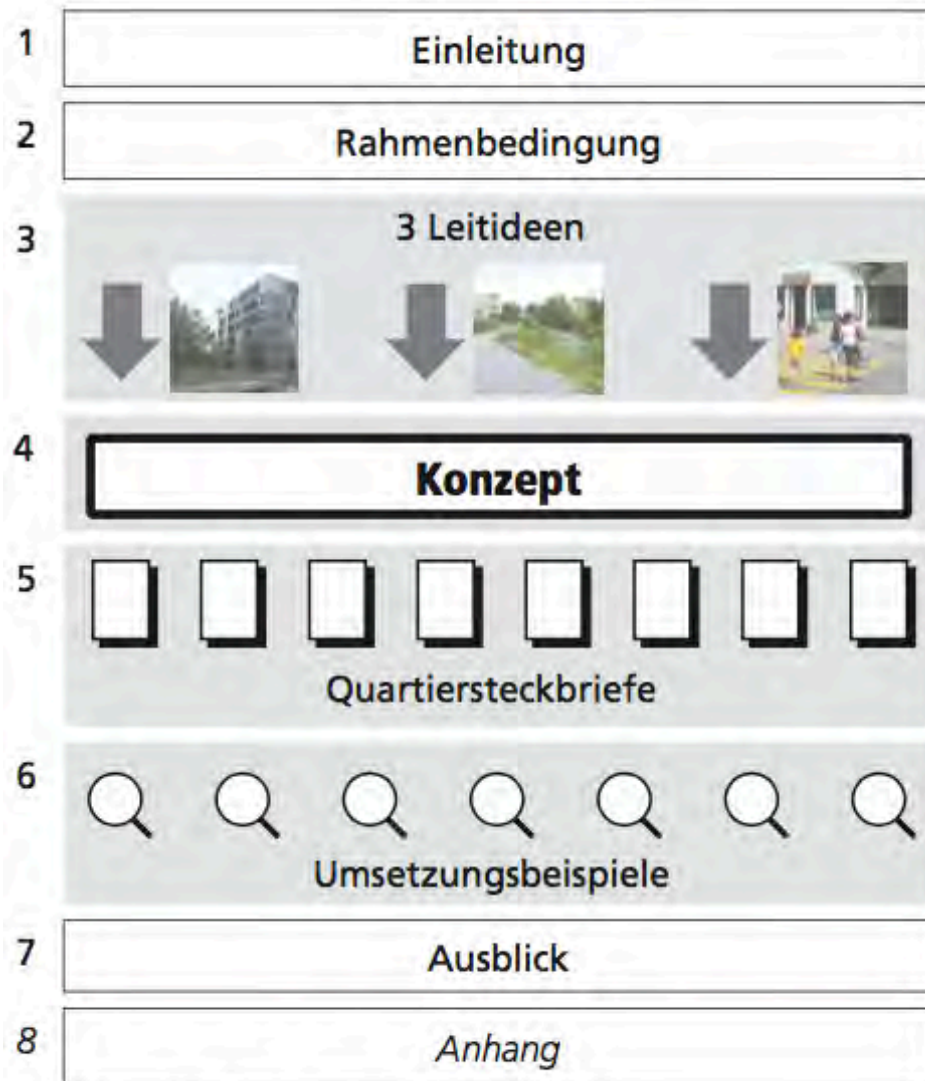 1 Einleitung
2 Rahmenbedingung
3 3 Leitideen
4 Konzept
5
Quartiersteckbriefe
6
Umsetzungsbeispiele
7 Ausblick
8 Anhang